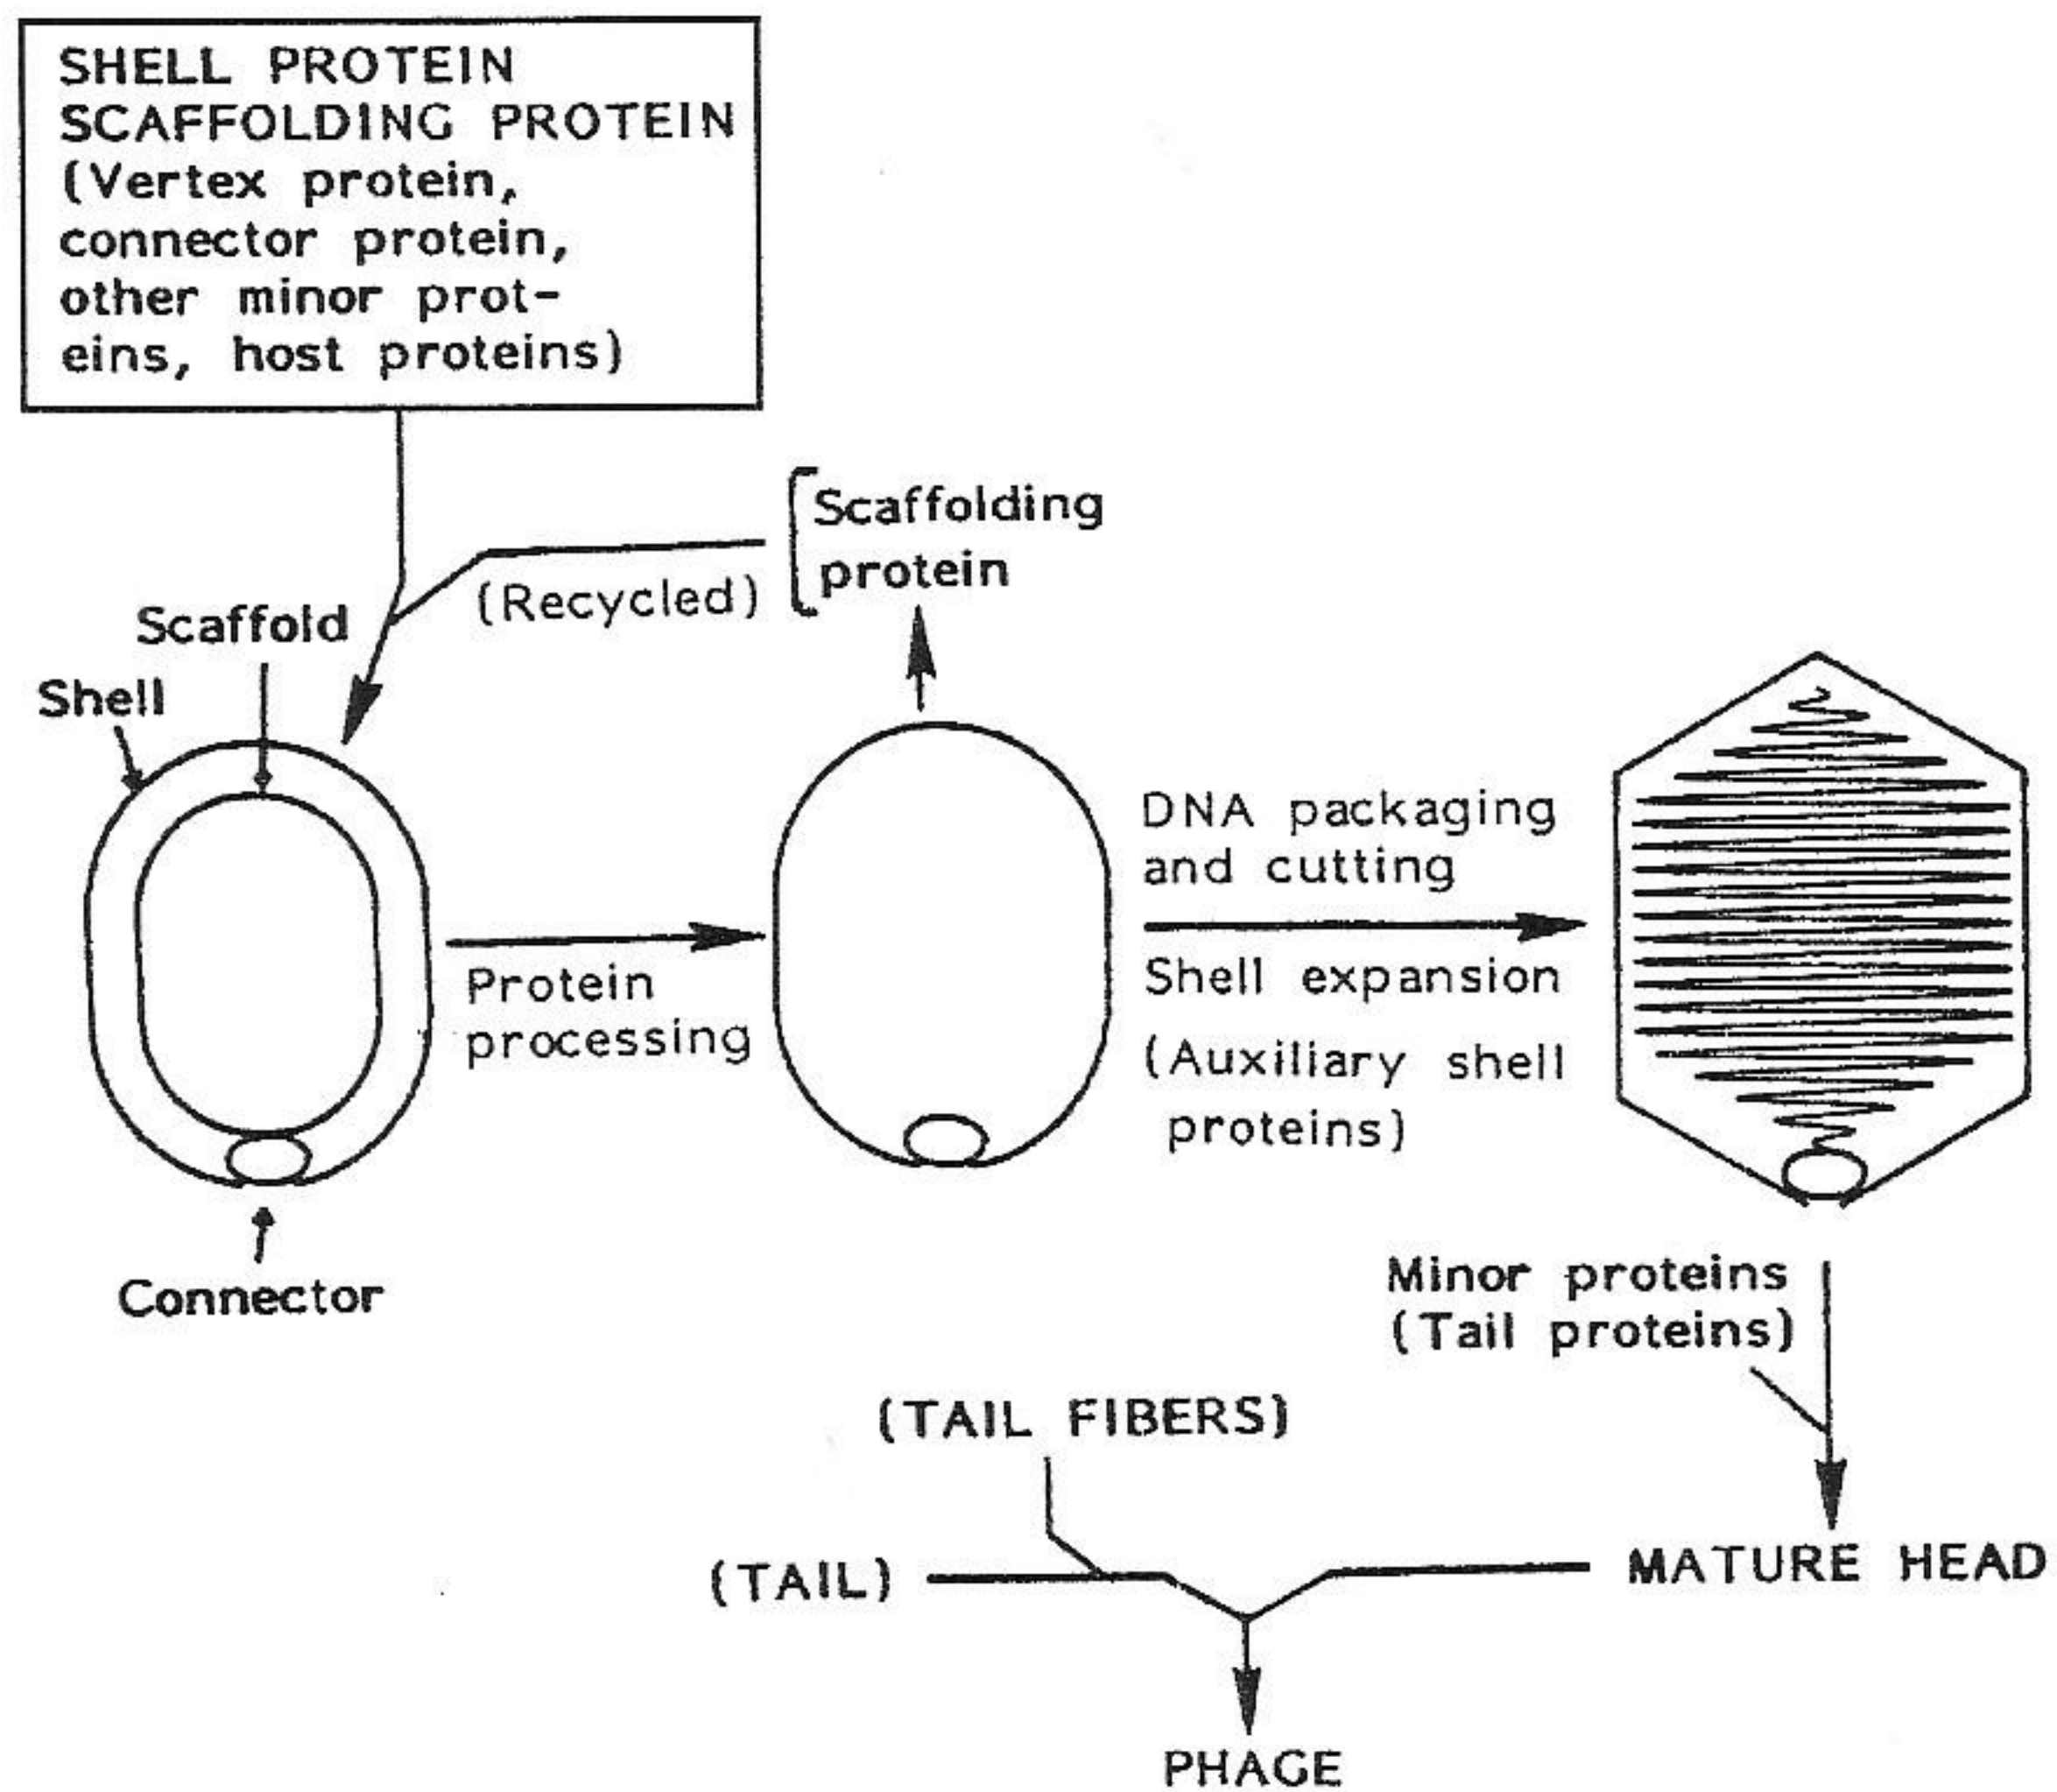 SHELL PROTEIN
SCAFFOLDING PROTEIN
(Vertex protein,
connector protein,
other minor prot-
eins, host proteins)
Scaffolding
protein
(Recycled)
Scaffold
Shell
Connector
Protein
processing
DNA packaging
and cutting
Shell expansion
(Auxiliary shell
proteins)
Minor proteins
(Tail proteins)
(TAIL FIBERS)
(TAIL)
MATURE HEAD
PHAGE